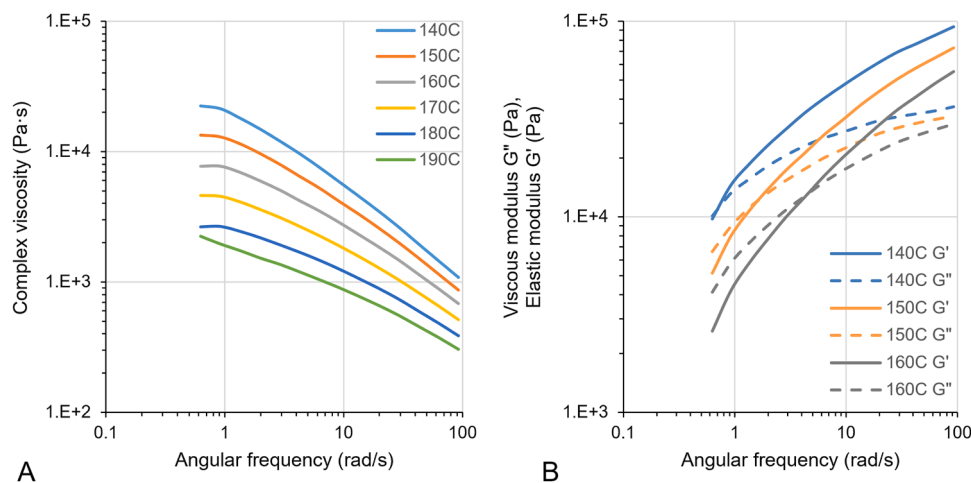 1.E+5
1.E+4
1.E+3
1.E+2
Complex viscosity (Pa·s)
140C
150C
160C
170C
180C
190C
0.1
1
10
100
Angular frequency (rad/s)
A
1.E+5
1.E+4
1.E+3
Viscous modulus G" (Pa),
Elastic modulus G' (Pa)
140C G'
140C G"
150C G'
150C G"
160C G'
160C G"
0.1
1
10
100
Angular frequency (rad/s)
B